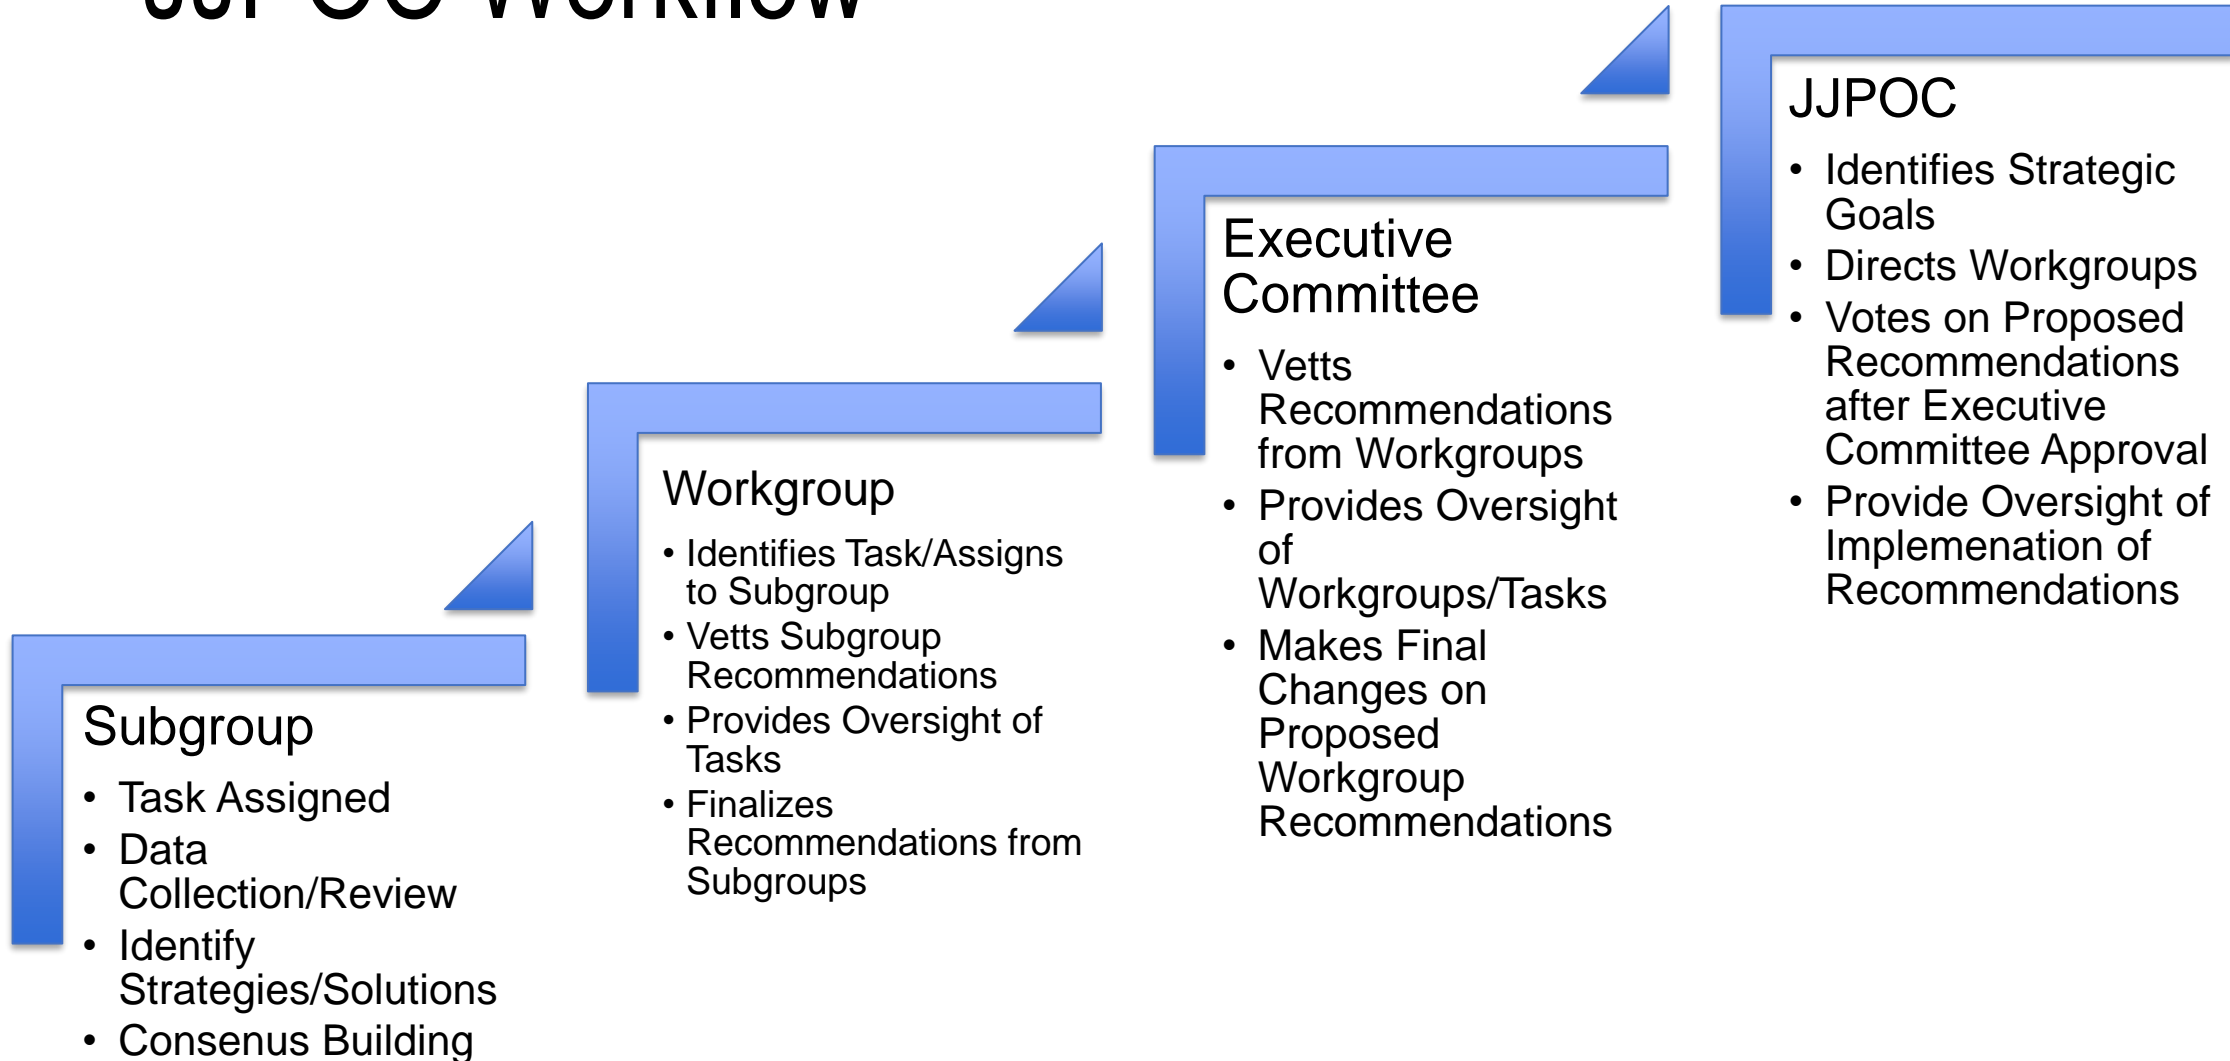 JJPOC Workflow
Subgroup
• Task Assigned
• Data
Collection/Review
• Identify
Strategies/Solutions
• Consenus Building
Workgroup
• Identifies Task/Assigns
to Subgroup
• Vetts Subgroup
Recommendations
• Provides Oversight of
Tasks
• Finalizes
Recommendations from
Subgroups
Executive
Committee
• Vetts
Recommendations
from Workgroups
• Provides Oversight
of
Workgroups/Tasks
• Makes Final
Changes on
Proposed
Workgroup
Recommendations
JJPOC
• Identifies Strategic
Goals
• Directs Workgroups
• Votes on Proposed
Recommendations
after Executive
Committee Approval
• Provide Oversight of
Implemenation of
Recommendations